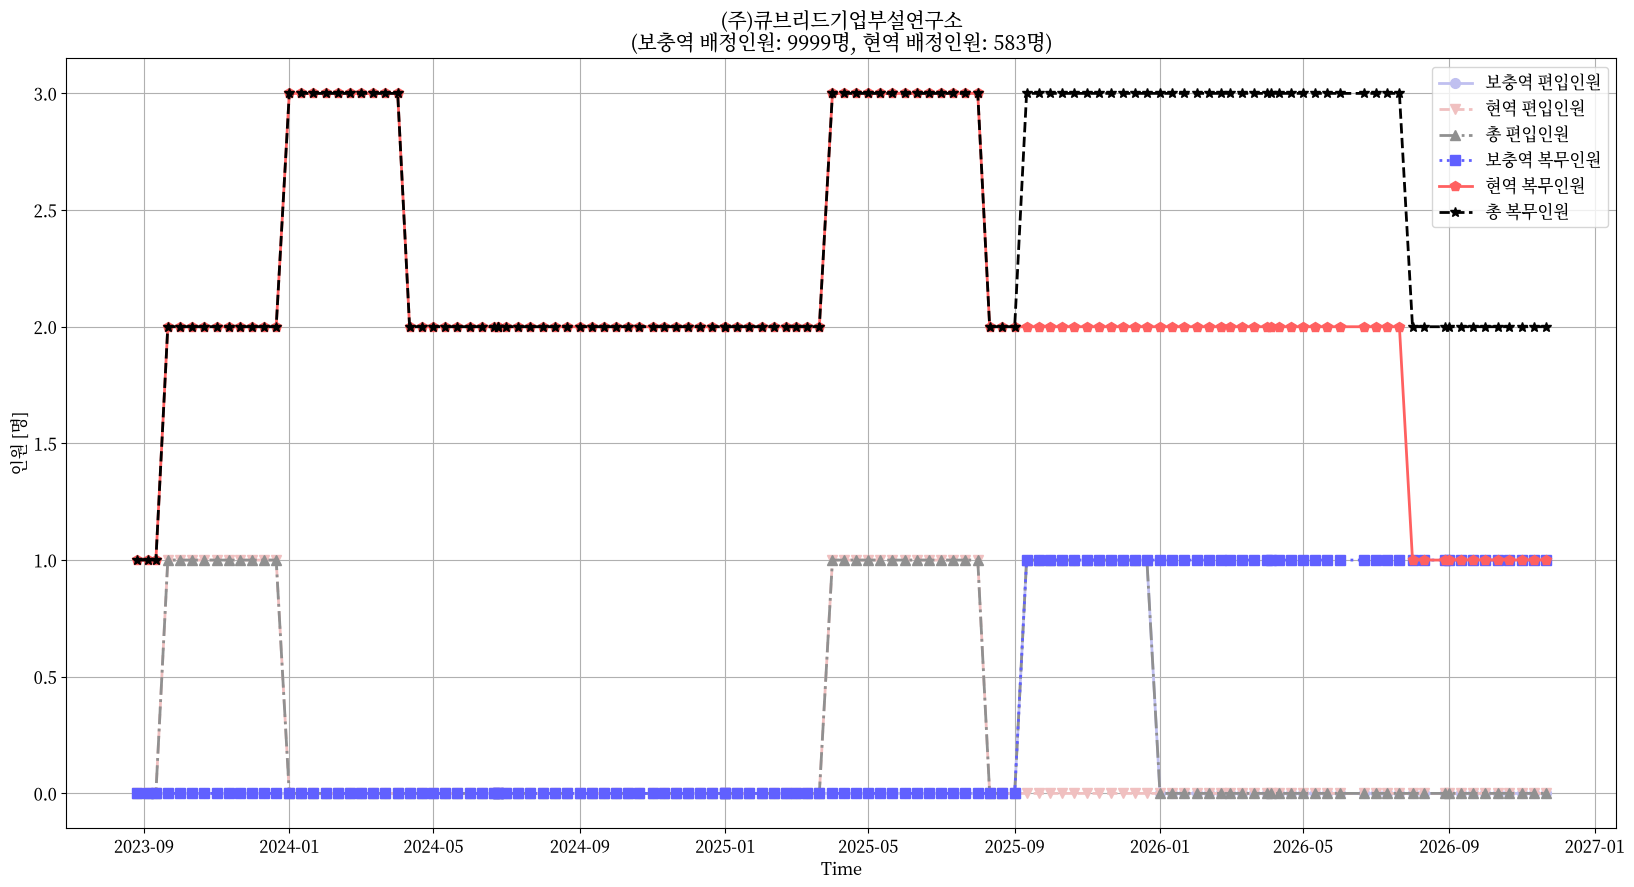 (주)큐브리드기업부설연구소
(보충역 배정인원: 9999명, 현역 배정인원: 583명)
보충역 편입인원
현역 편입인원
총 편입인원
보충역 복무인원
현역 복무인원
총 복무인원
인원 [명]
3.0
2.5
2.0
1.5
1.0
0.5
0.0
2023-09 2024-01 2024-05 2024-09 2025-01 2025-05 2025-09 2026-01 2026-05 2026-09 2027-01
Time